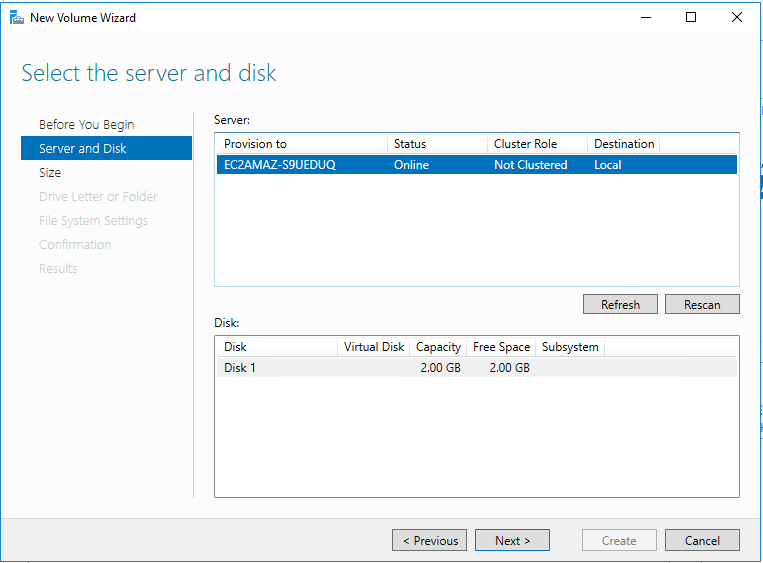 New Volume Wizard
Select the server and disk
Before You Begin
Server and Disk
Size
Drive Letter or Folder
File System Settings
Confirmation
Results
Server:
Provision to Status Cluster Role Destination
EC2AMAZ-S9UEDUQ Online Not Clustered Local
Refresh Rescan
Disk:
Disk Virtual Disk Capacity Free Space Subsystem
Disk 1 2.00 GB 2.00 GB
< Previous Next > Create Cancel